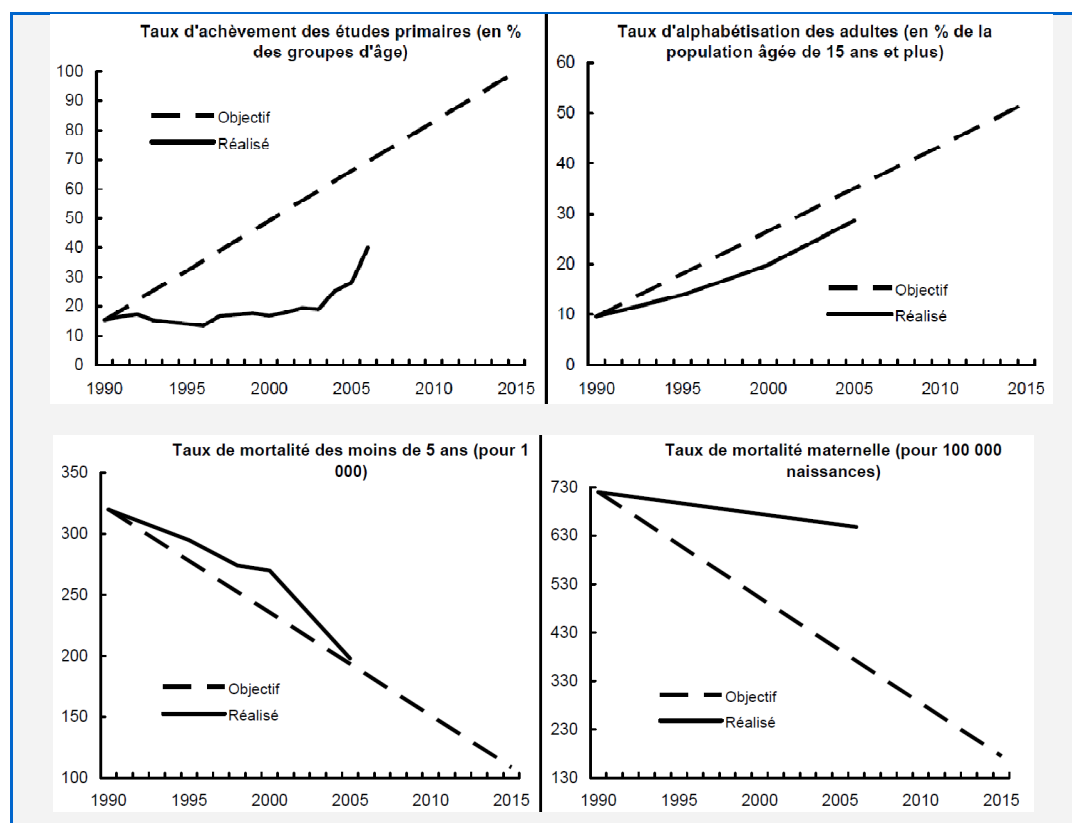 Taux d'achèvement des études primaires (en %
des groupes d'âge)
100
90
80
70
60
50
40
30
20
10
0
Objectif
Réalisé
1990 1995 2000 2005 2010 2015
Taux d'alphabétisation des adultes (en % de la
population âgée de 15 ans et plus)
60
50
40
30
20
10
0
Objectif
Réalisé
1990 1995 2000 2005 2010 2015
Taux de mortalité des moins de 5 ans (pour 1
000)
350
300
250
200
150
100
Objectif
Réalisé
1990 1995 2000 2005 2010 2015
Taux de mortalité maternelle (pour 100 000
naissances)
730
630
530
430
330
230
130
Objectif
Réalisé
1990 1995 2000 2005 2010 2015